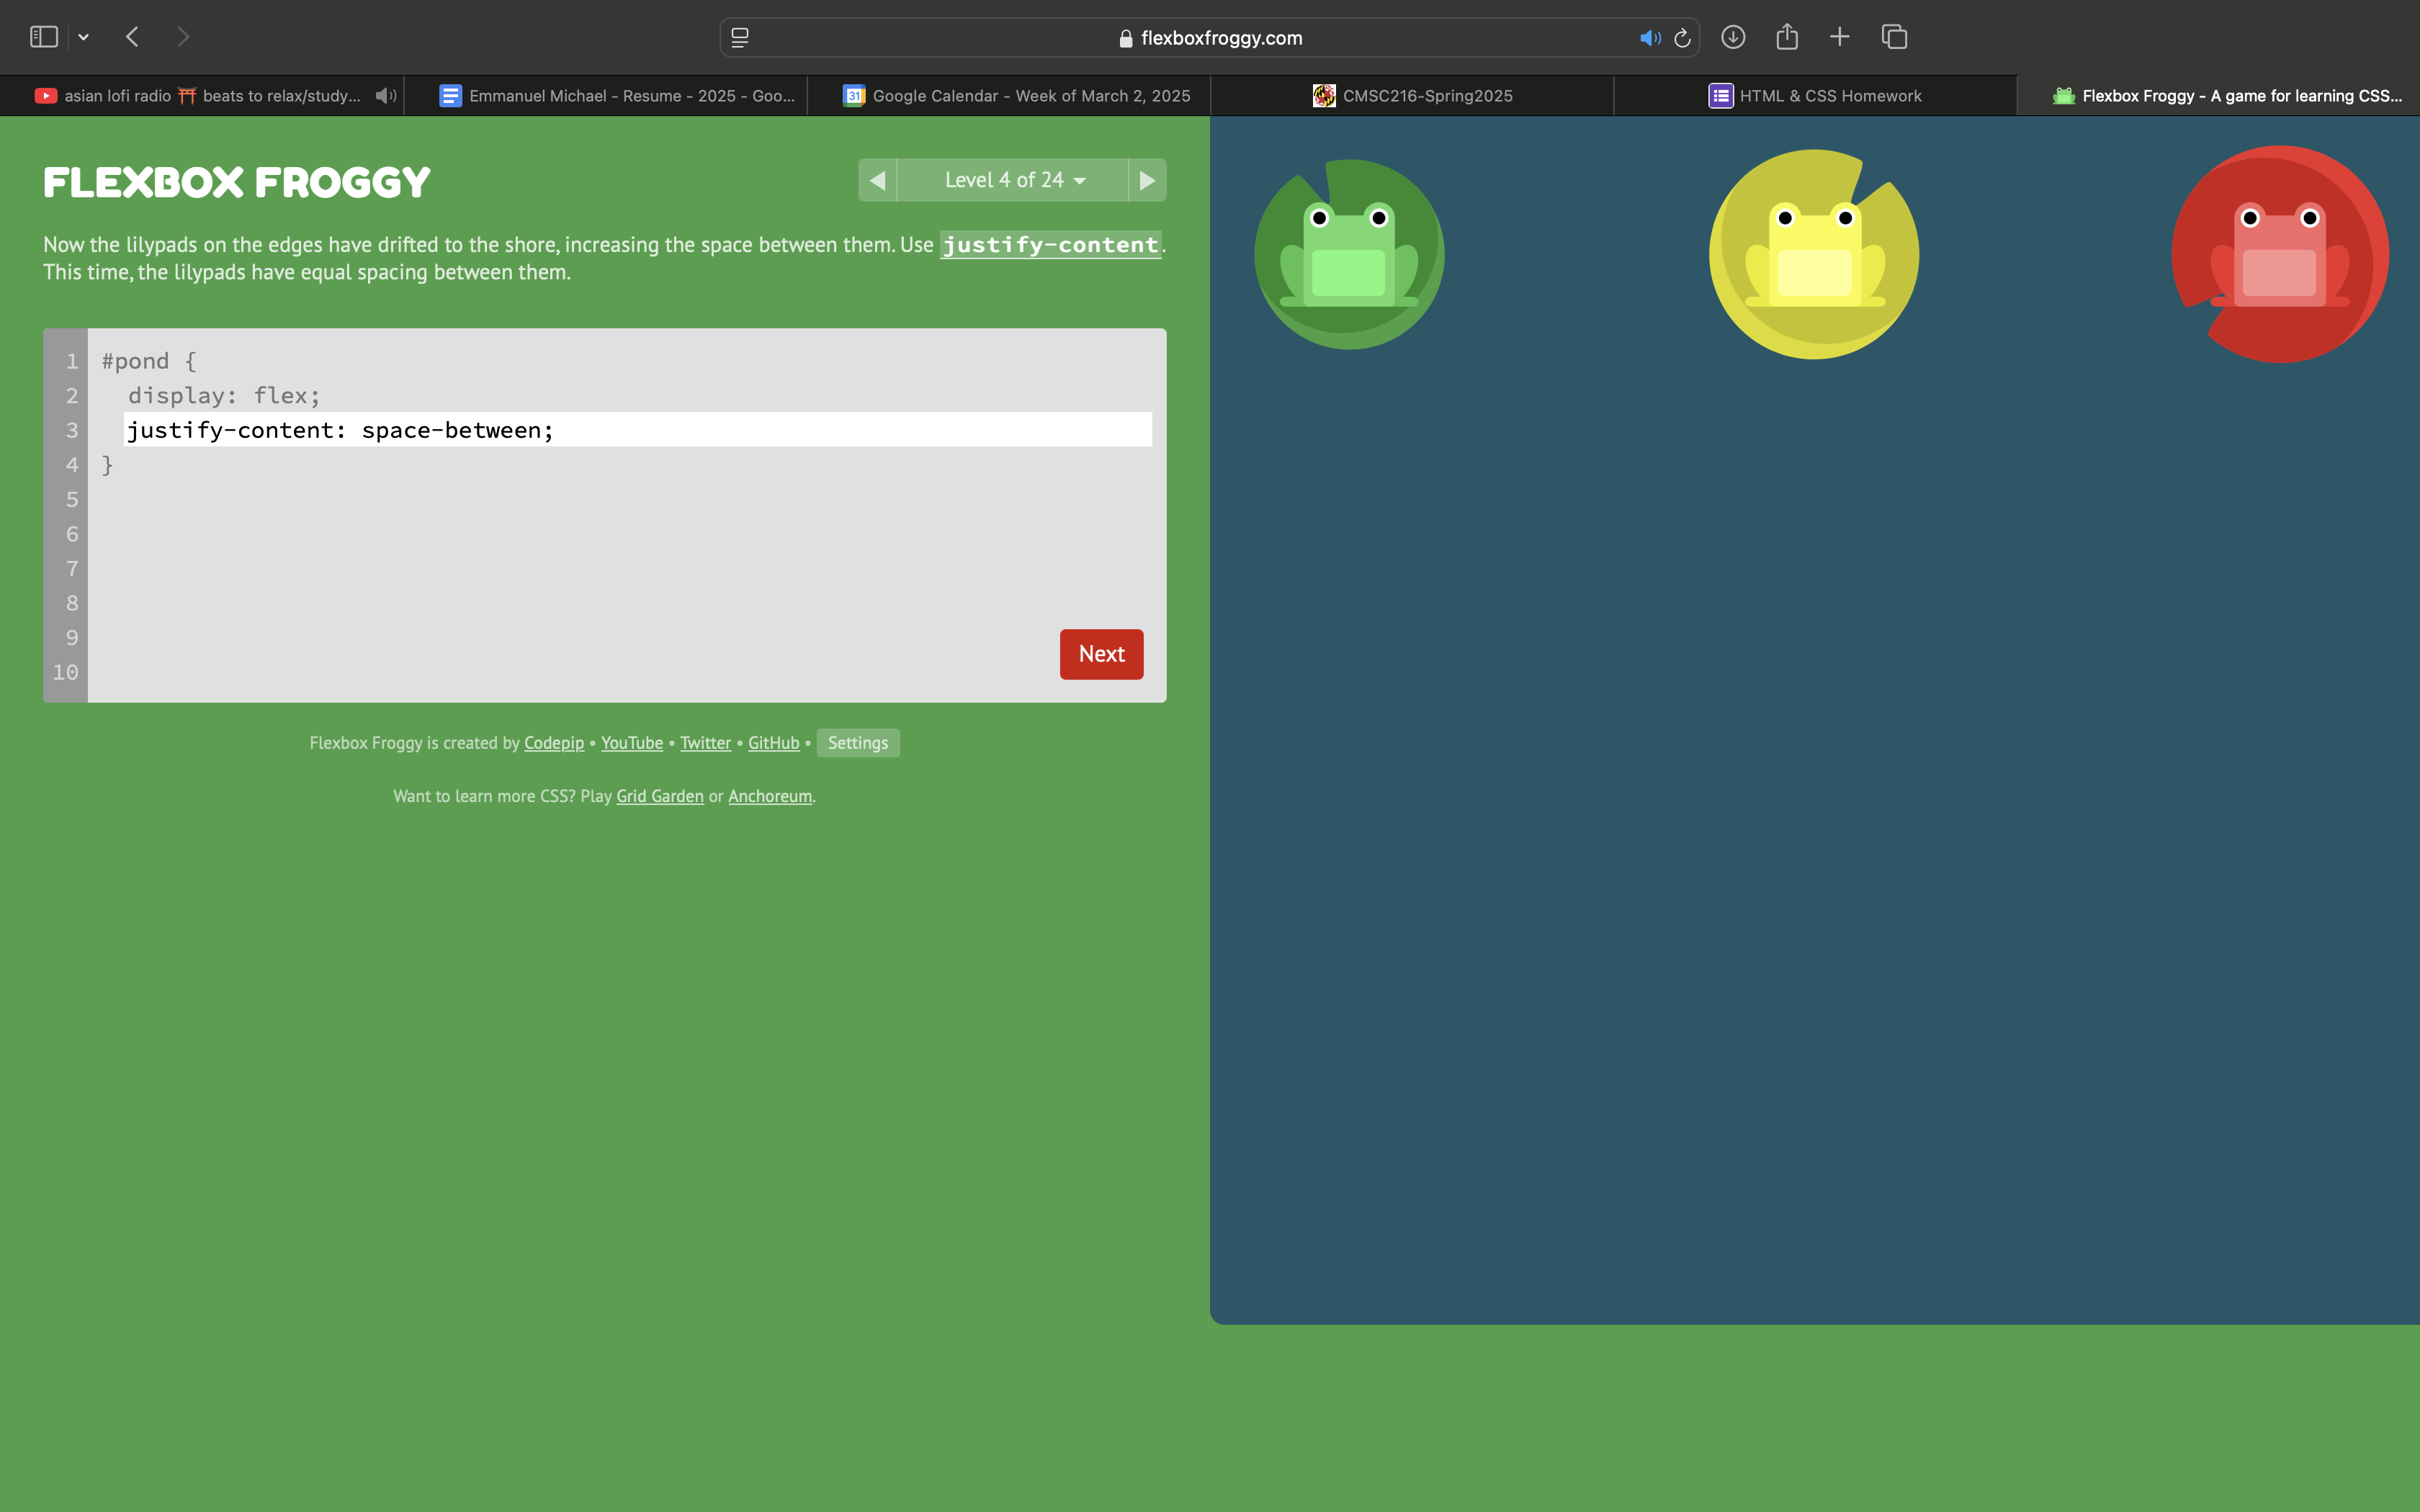 flexboxfroggy.com
asian lofi radio ⛩️ beats to relax/study...
Emmanuel Michael - Resume - 2025 - Goo...
31
Google Calendar - Week of March 2, 2025
CMSC216-Spring2025
HTML & CSS Homework
Flexbox Froggy - A game for learning CSS...
FLEXBOX FROGGY
Level 4 of 24
Now the lilypads on the edges have drifted to the shore, increasing the space between them. Use justify-content.
This time, the lilypads have equal spacing between them.
1 #pond {
2 display: flex;
3 justify-content: space-between;
4 }
5
6
7
8
9
10
Next
Flexbox Froggy is created by Codepip • YouTube • Twitter • GitHub • Settings
Want to learn more CSS? Play Grid Garden or Anchoreum.